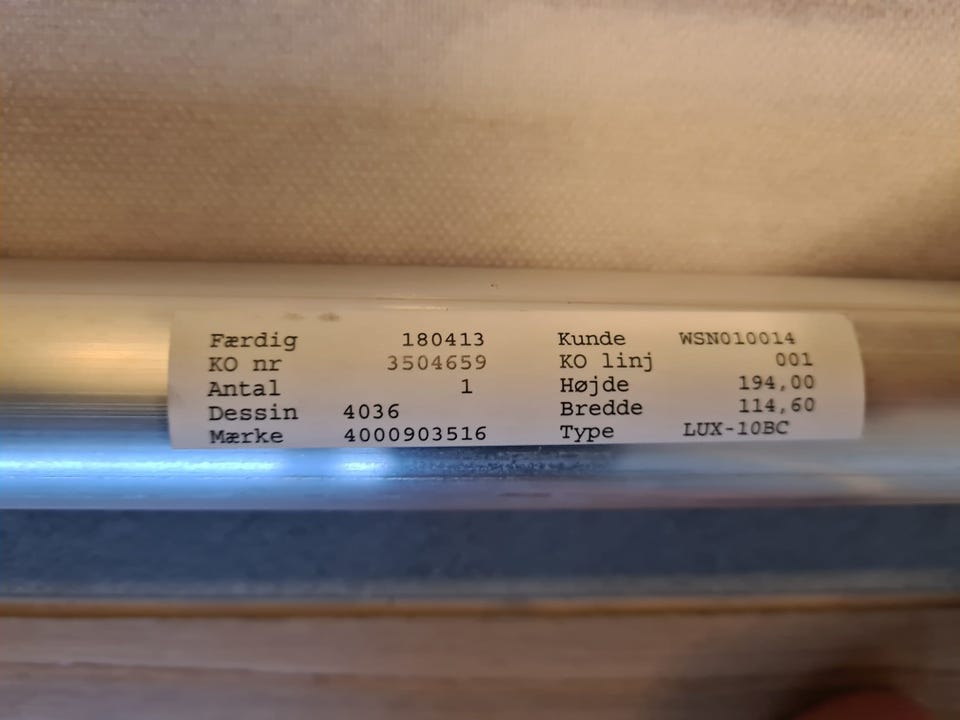 Færdig 180413 Kunde WSN010014
KO nr 3504659 KO linj 001
Antal 1 Højde 194,00
Dessin 4036 Bredde 114,60
Mærke 4000903516 Type LUX-10BC